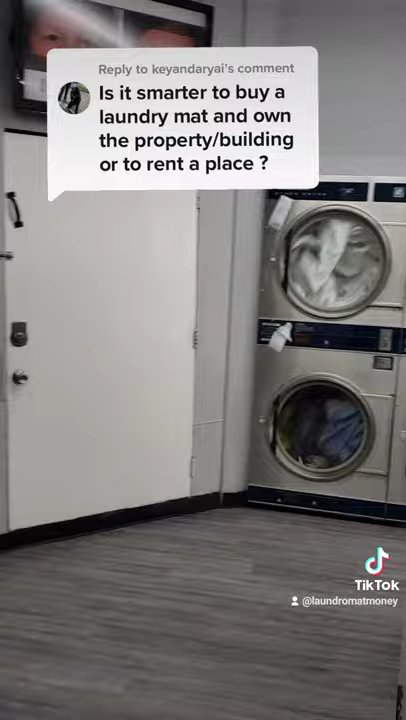 Reply to keyandaryai's comment
Is it smarter to buy a
laundry mat and own
the property/building
or to rent a place ?
TikTok
@laundromatmoney